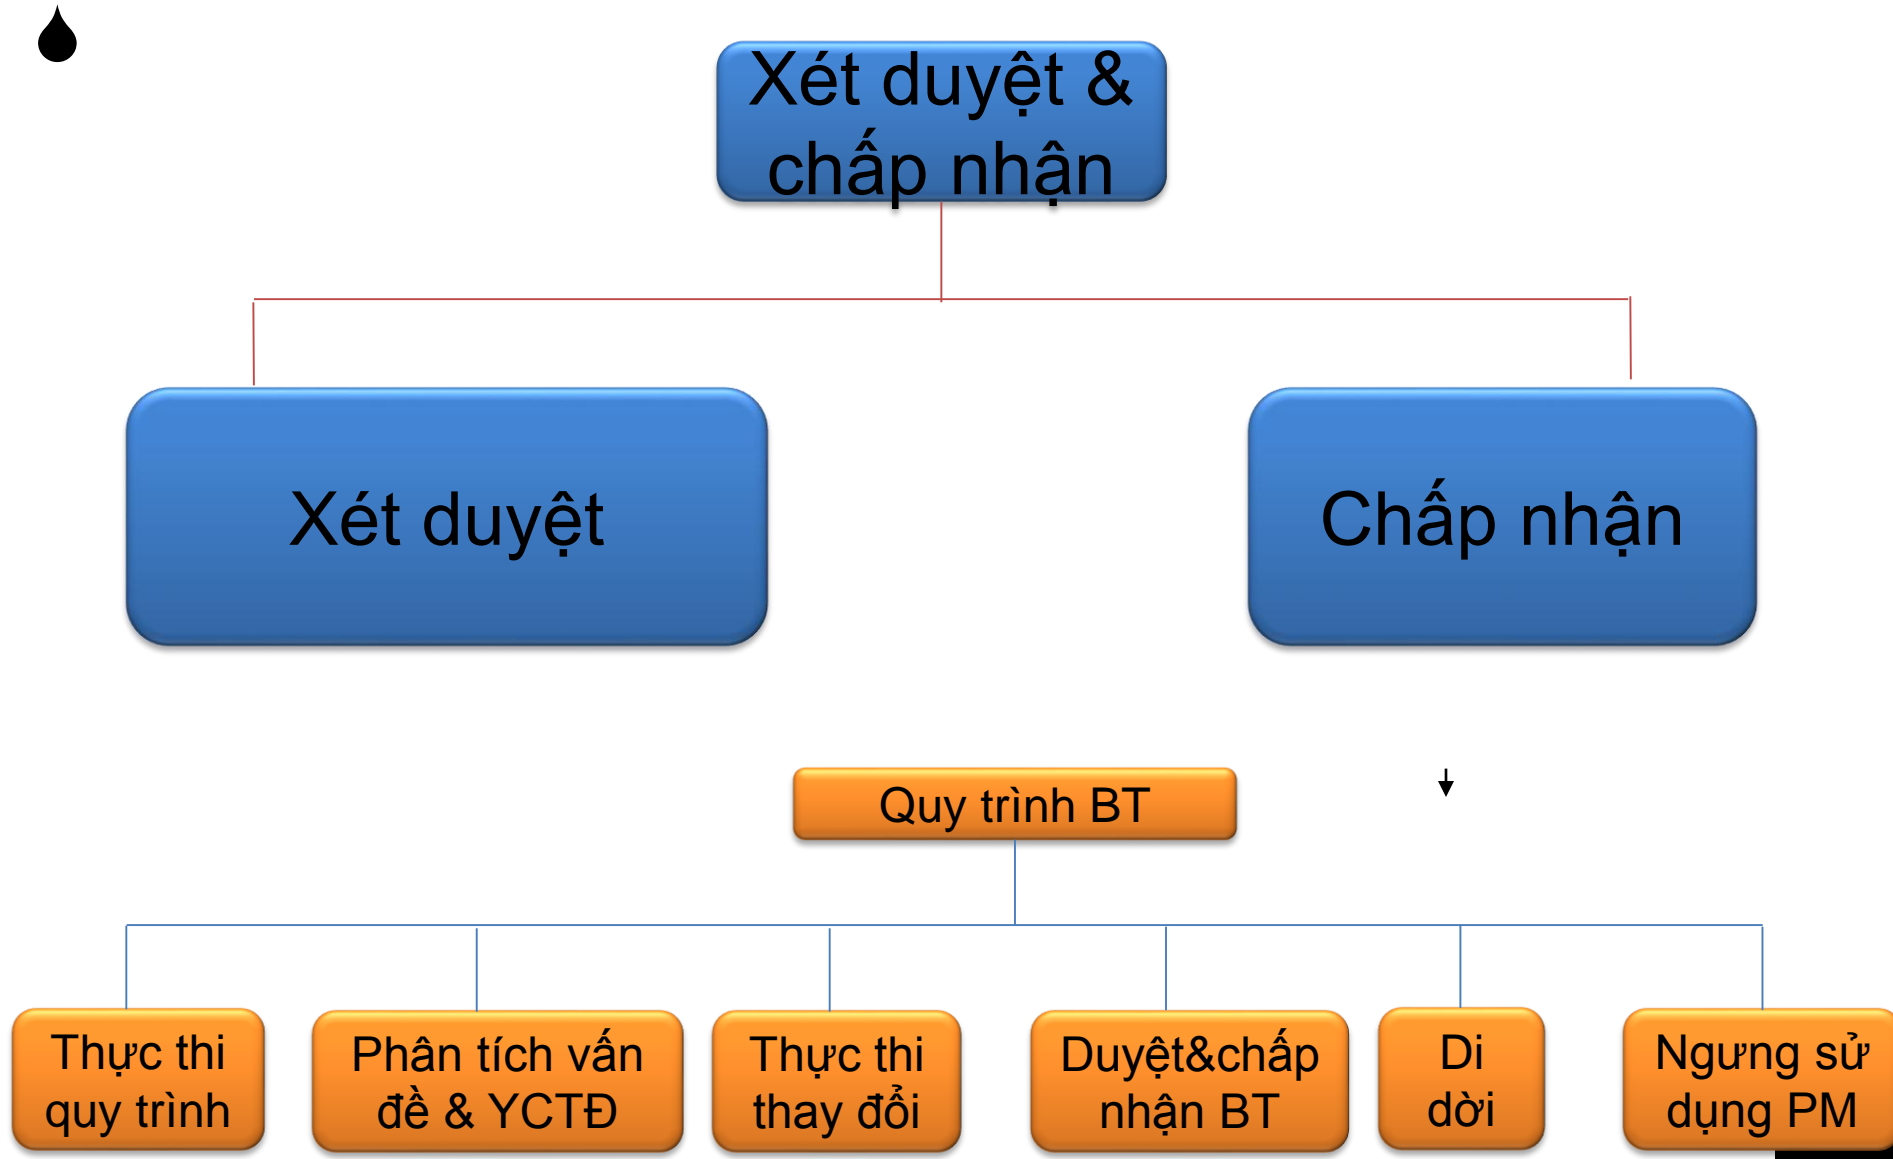 Xét duyệt &
chấp nhận
Xét duyệt
Chấp nhận
Quy trình BT
Thực thi
quy trình
Phân tích vấn
đề & YCTĐ
Thực thi
thay đổi
Duyệt&chấp
nhận BT
Di
dời
Ngưng sử
dụng PM